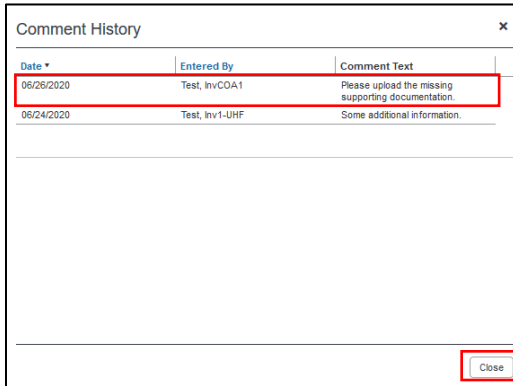 Comment History ×
Date ▾ Entered By Comment Text
06/26/2020 Test, InvCOA1 Please upload the missing
supporting documentation.
06/24/2020 Test, Inv1-UHF Some additional information.
Close